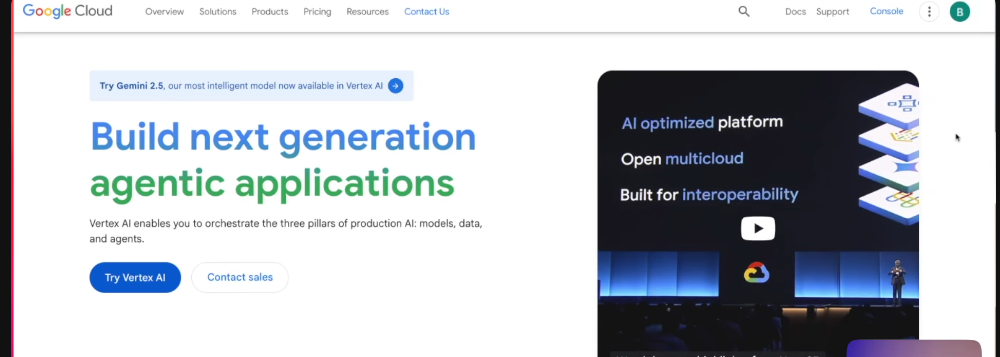 Google Cloud
Overview
Solutions
Products
Pricing
Resources
Contact Us
Docs
Support
Console
B
Try Gemini 2.5, our most intelligent model now available in Vertex AI
Build next generation
agentic applications
Vertex AI enables you to orchestrate the three pillars of production AI: models, data,
and agents.
Try Vertex AI
Contact sales
AI optimized platform
Open multicloud
Built for interoperability